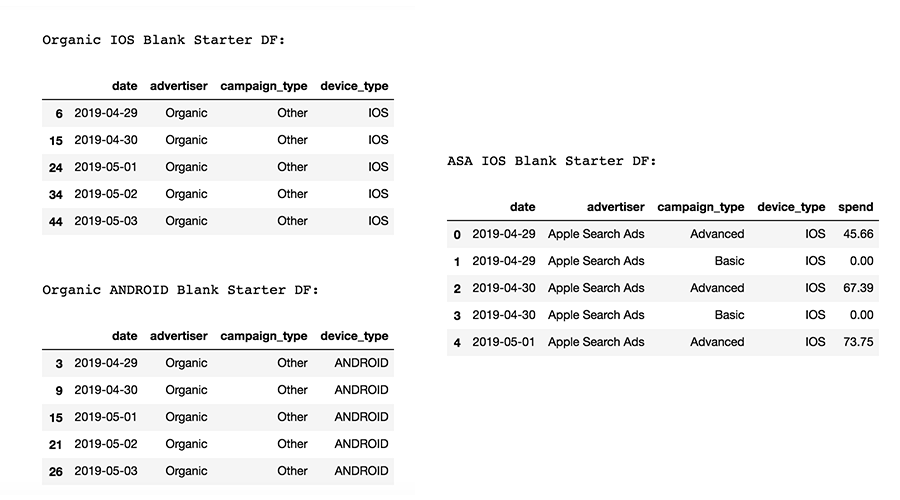 Organic IOS Blank Starter DF:
date advertiser campaign_type device_type
6 2019-04-29 Organic Other IOS
15 2019-04-30 Organic Other IOS
24 2019-05-01 Organic Other IOS
34 2019-05-02 Organic Other IOS
44 2019-05-03 Organic Other IOS
Organic ANDROID Blank Starter DF:
date advertiser campaign_type device_type
3 2019-04-29 Organic Other ANDROID
9 2019-04-30 Organic Other ANDROID
15 2019-05-01 Organic Other ANDROID
21 2019-05-02 Organic Other ANDROID
26 2019-05-03 Organic Other ANDROID
ASA IOS Blank Starter DF:
date advertiser campaign_type device_type spend
0 2019-04-29 Apple Search Ads Advanced IOS 45.66
1 2019-04-29 Apple Search Ads Basic IOS 0.00
2 2019-04-30 Apple Search Ads Advanced IOS 67.39
3 2019-04-30 Apple Search Ads Basic IOS 0.00
4 2019-05-01 Apple Search Ads Advanced IOS 73.75